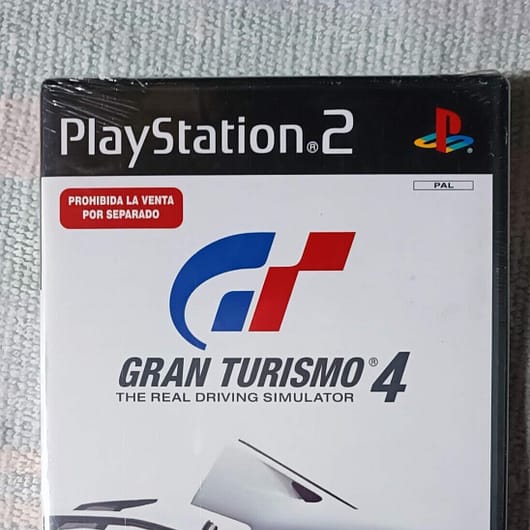 PlayStation®2
PAL
PROHIBIDA LA VENTA
POR SEPARADO
GRAN TURISMO®4
THE REAL DRIVING SIMULATOR